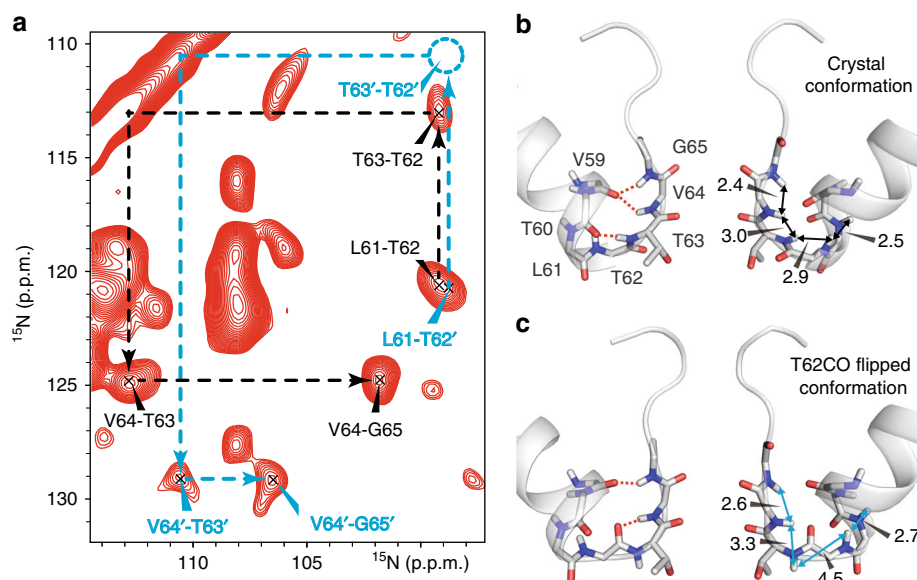 a
110
115
120
125
130
¹⁵N (p.p.m.)
T63′-T62′
T63-T62
L61-T62
L61-T62′
V64-T63
V64-G65
V64′-T63′
V64′-G65′
110
105
¹⁵N (p.p.m.)
b
Crystal
conformation
V59
G65
V64
T60
T63
L61
T62
2.4
3.0
2.9
2.5
c
T62CO flipped
conformation
2.6
3.3
4.5
2.7